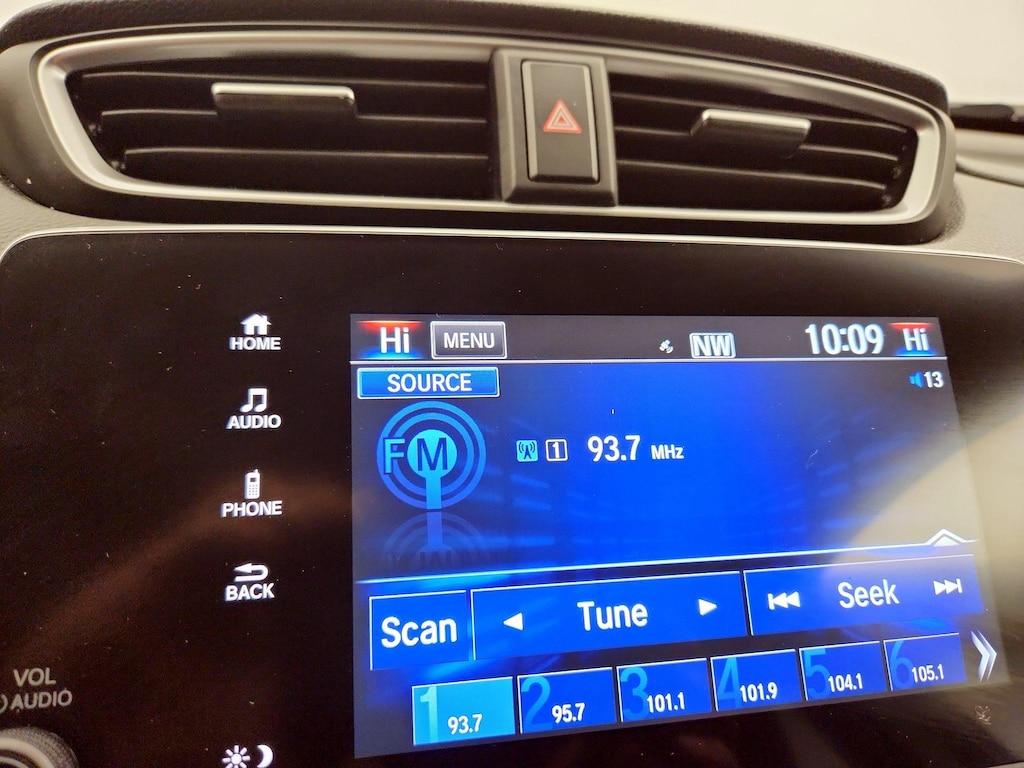 HOME
AUDIO
PHONE
BACK
VOL
AUDIO
Hi MENU NW 10:09 Hi
SOURCE 13
FM 1 93.7 MHz
Scan Tune Seek
1 93.7 2 95.7 3 101.1 4 101.9 5 104.1 6 105.1